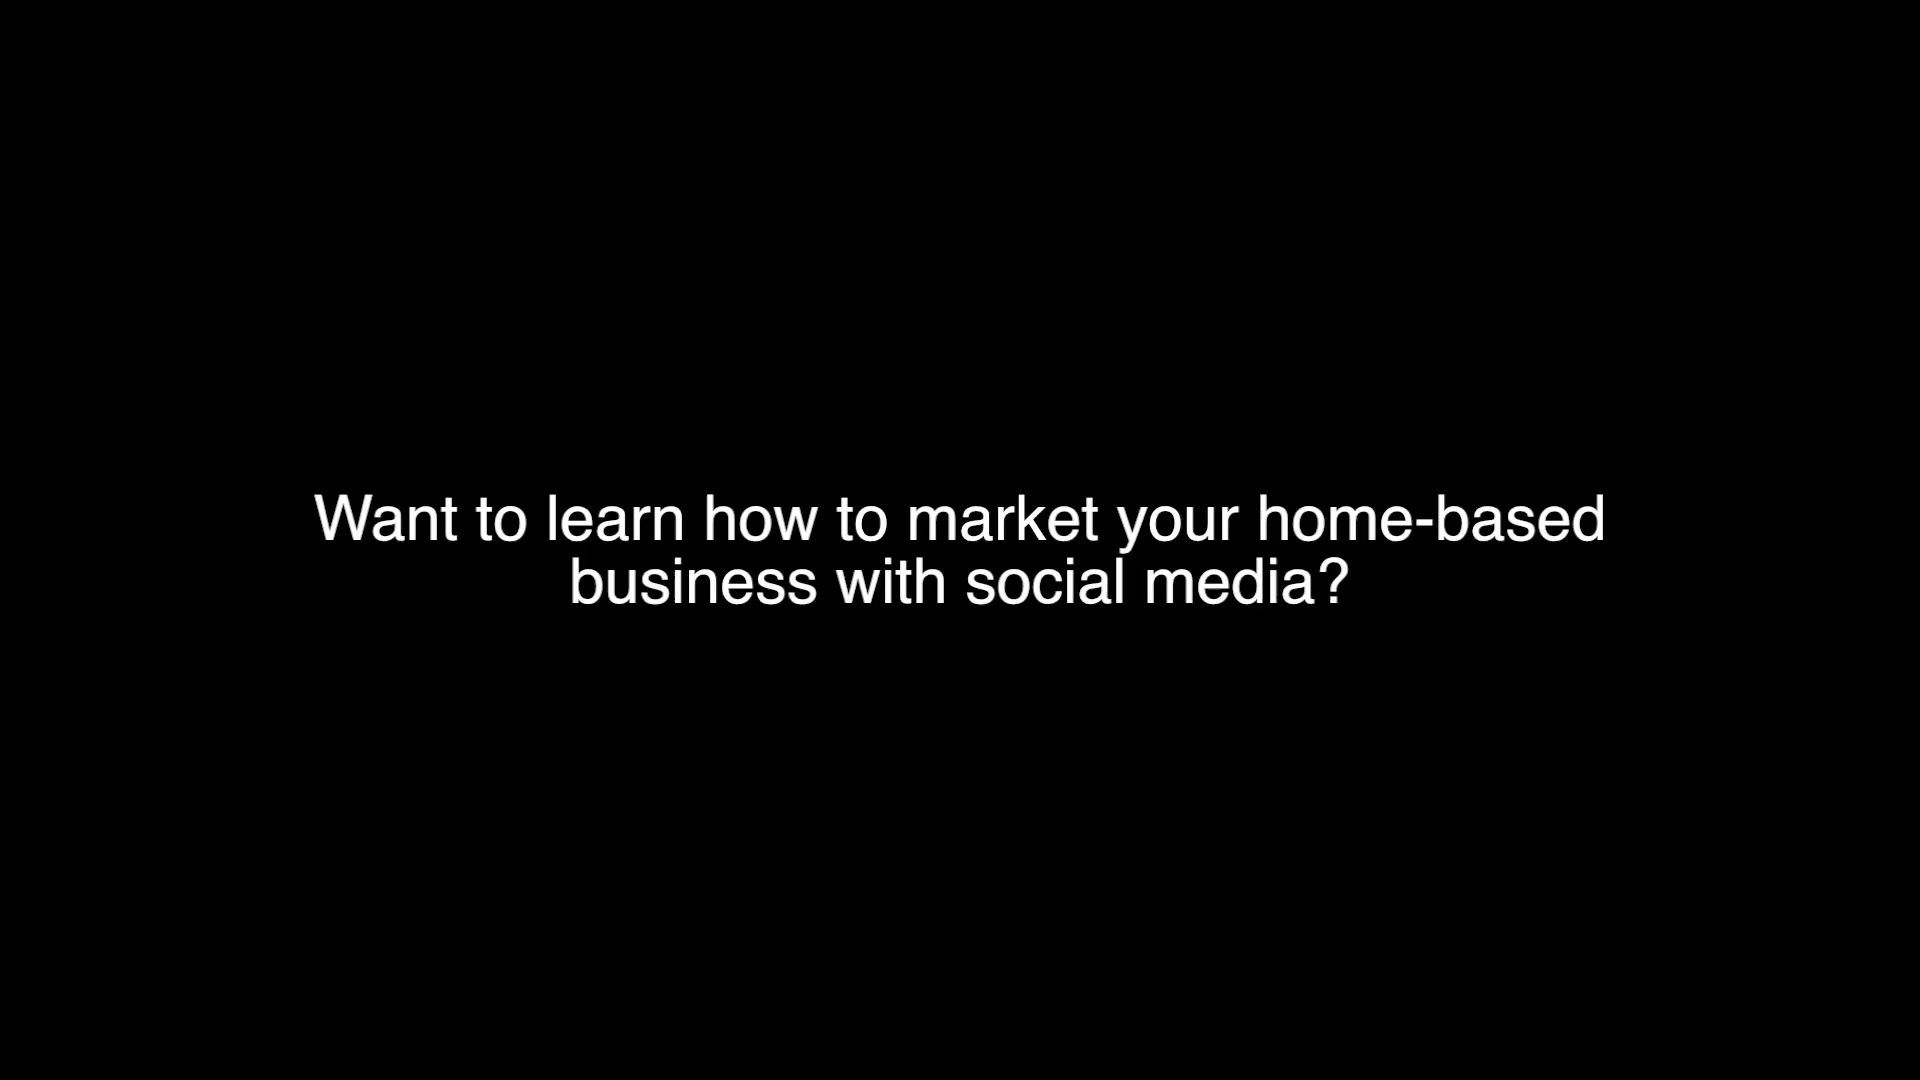 Want to learn how to market your home-based
business with social media?